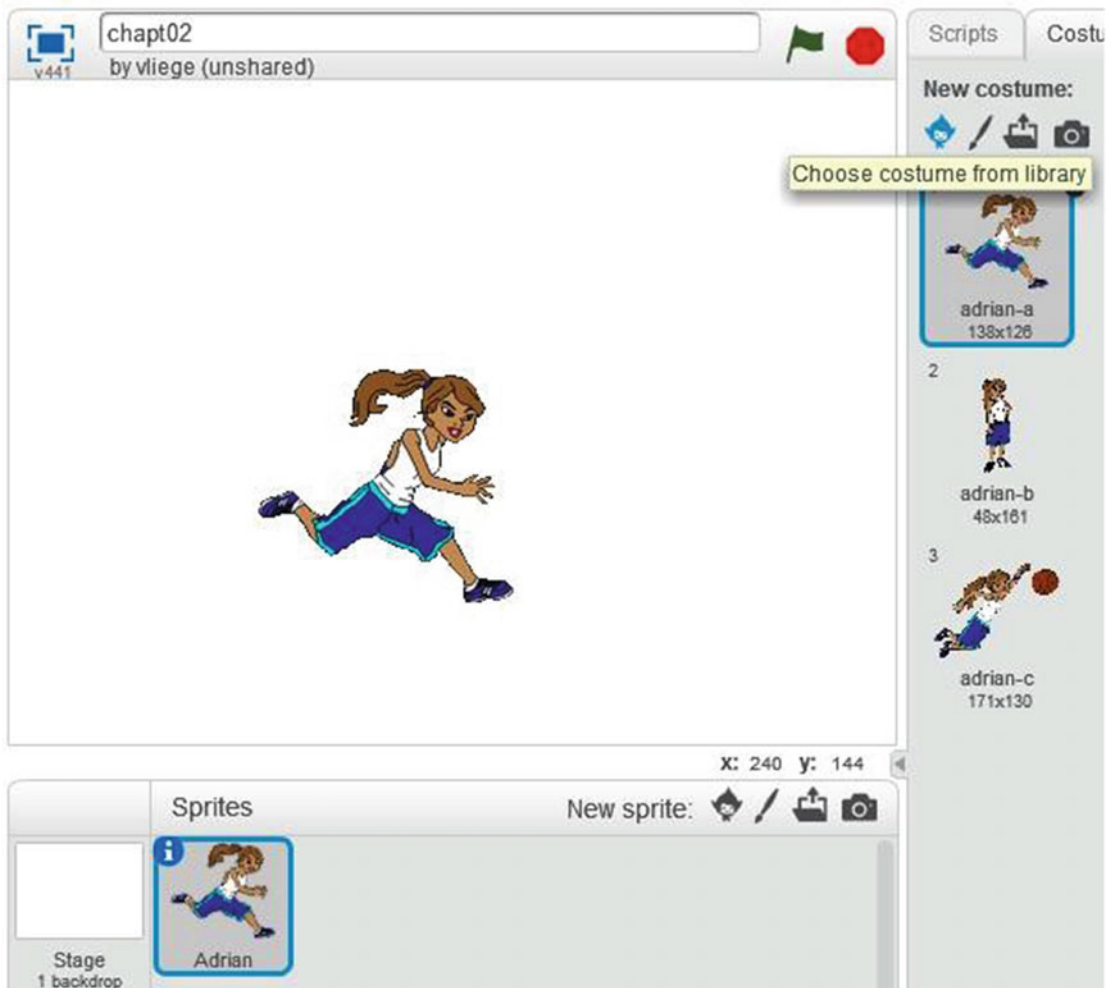 chapt02
v441
by vliege (unshared)
Scripts
Costu
New costume:
Choose costume from library
adrian-a
138x126
2
adrian-b
48x161
3
adrian-c
171x130
x: 240 y: 144
Sprites
New sprite:
Stage
1 backdrop
Adrian